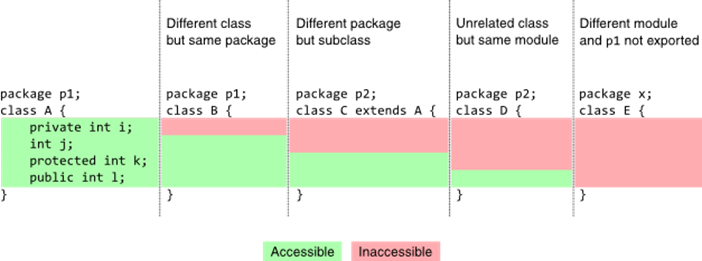 Different class
but same package
Different package
but subclass
Unrelated class
but same module
Different module
and p1 not exported
package p1;
class A {
private int i;
int j;
protected int k;
public int l;
}
package p1;
class B {
}
package p2;
class C extends A {
}
package p2;
class D {
}
package x;
class E {
}
Accessible
Inaccessible